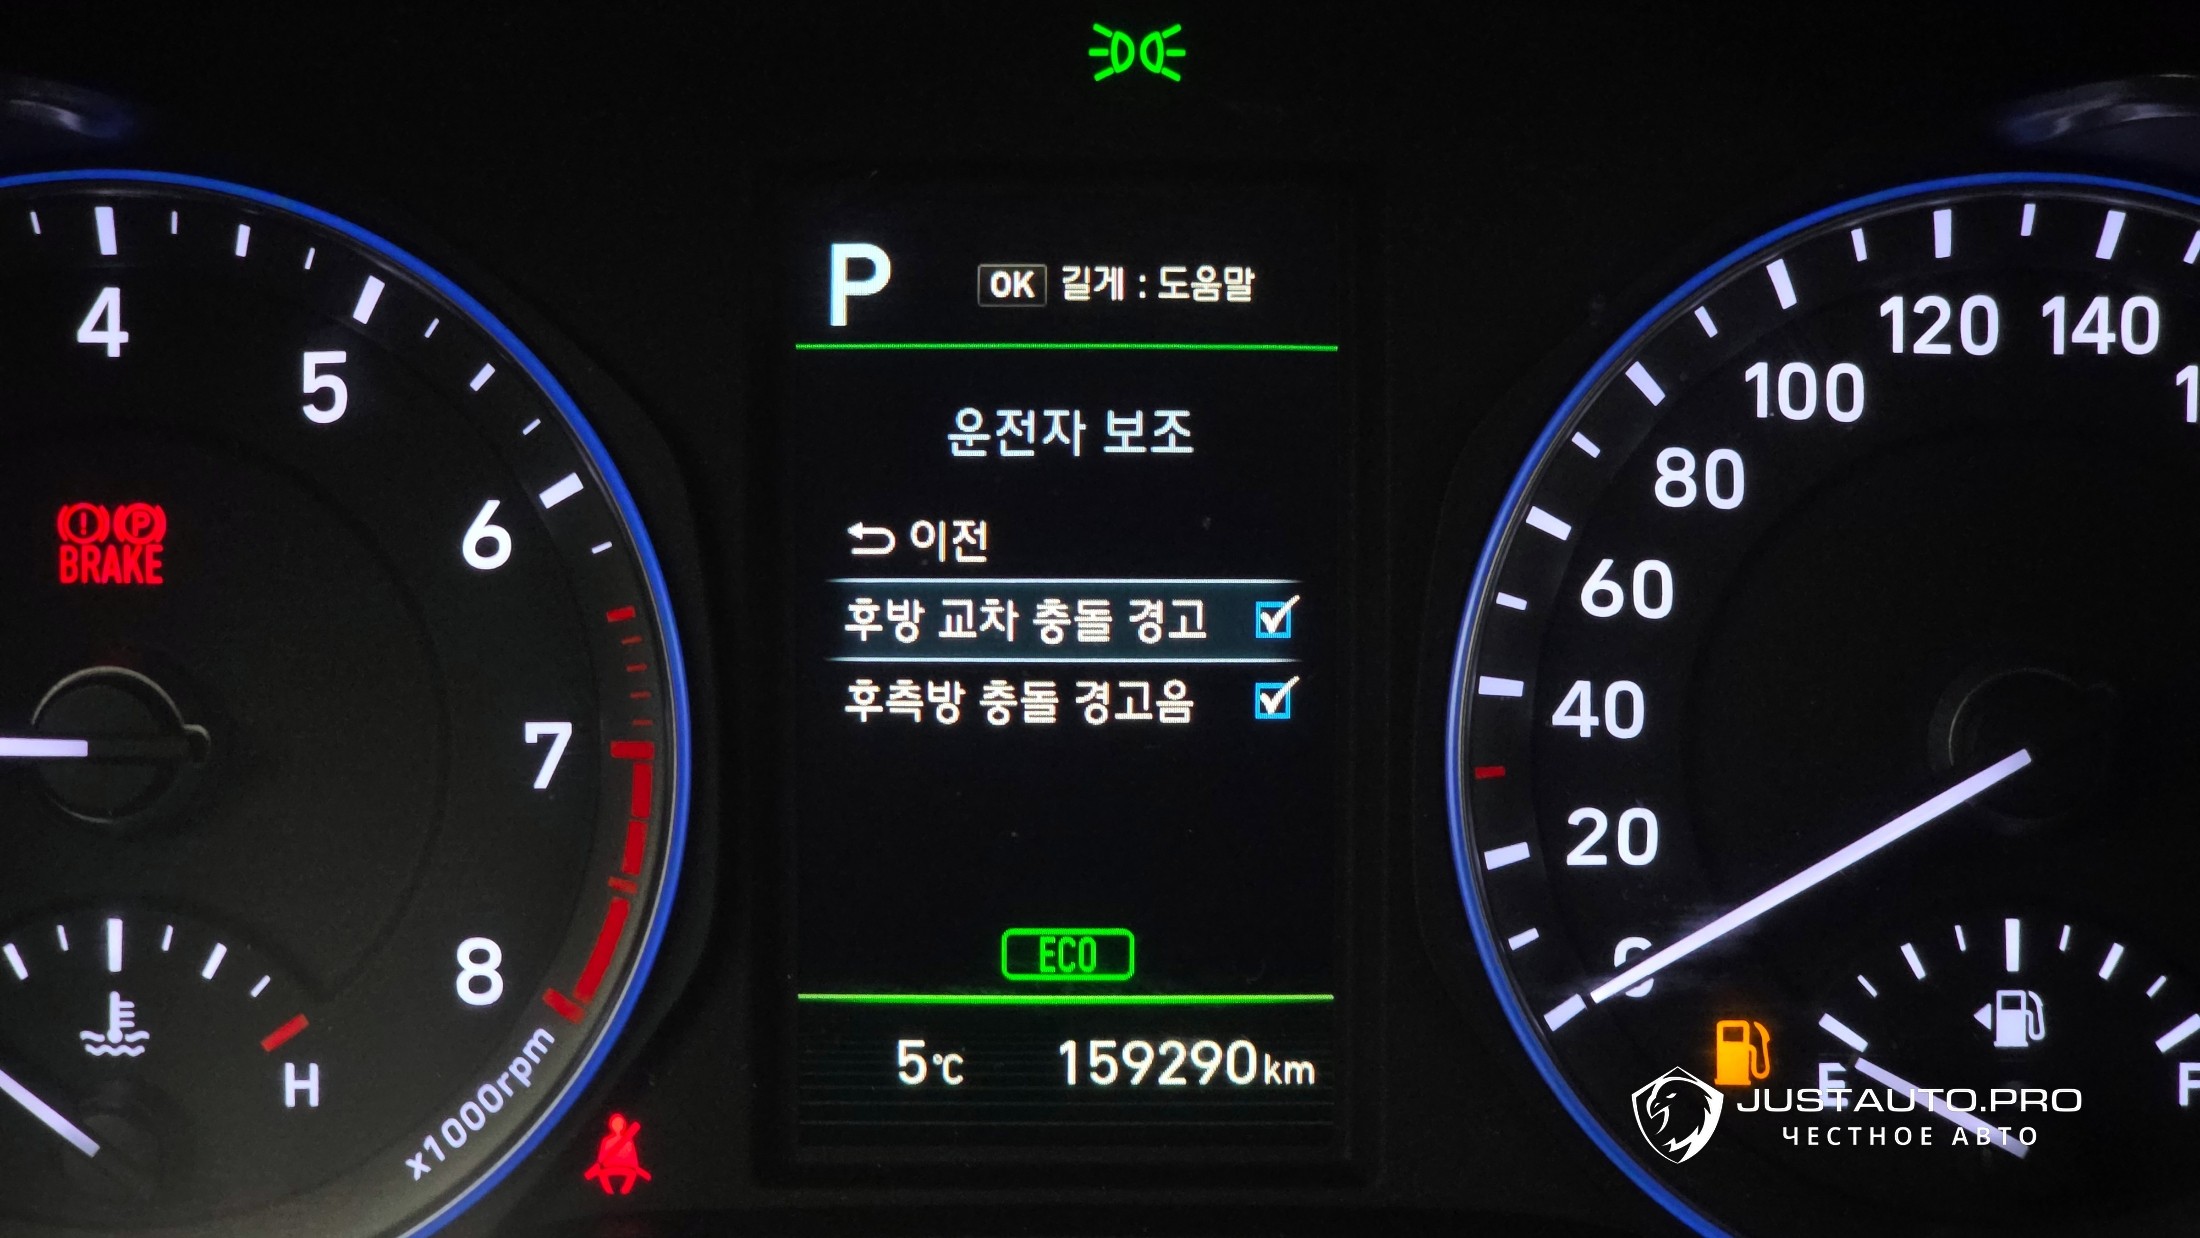 P
OK 길게 : 도움말
운전자 보조
이전
후방 교차 충돌 경고
후측방 충돌 경고음
ECO
5℃ 159290km
4
5
6
7
8
x1000rpm
BRAKE
H
140
120
100
80
60
40
20
0
E
F
JUSTAUTO.PRO
ЧЕСТНОЕ АВТО